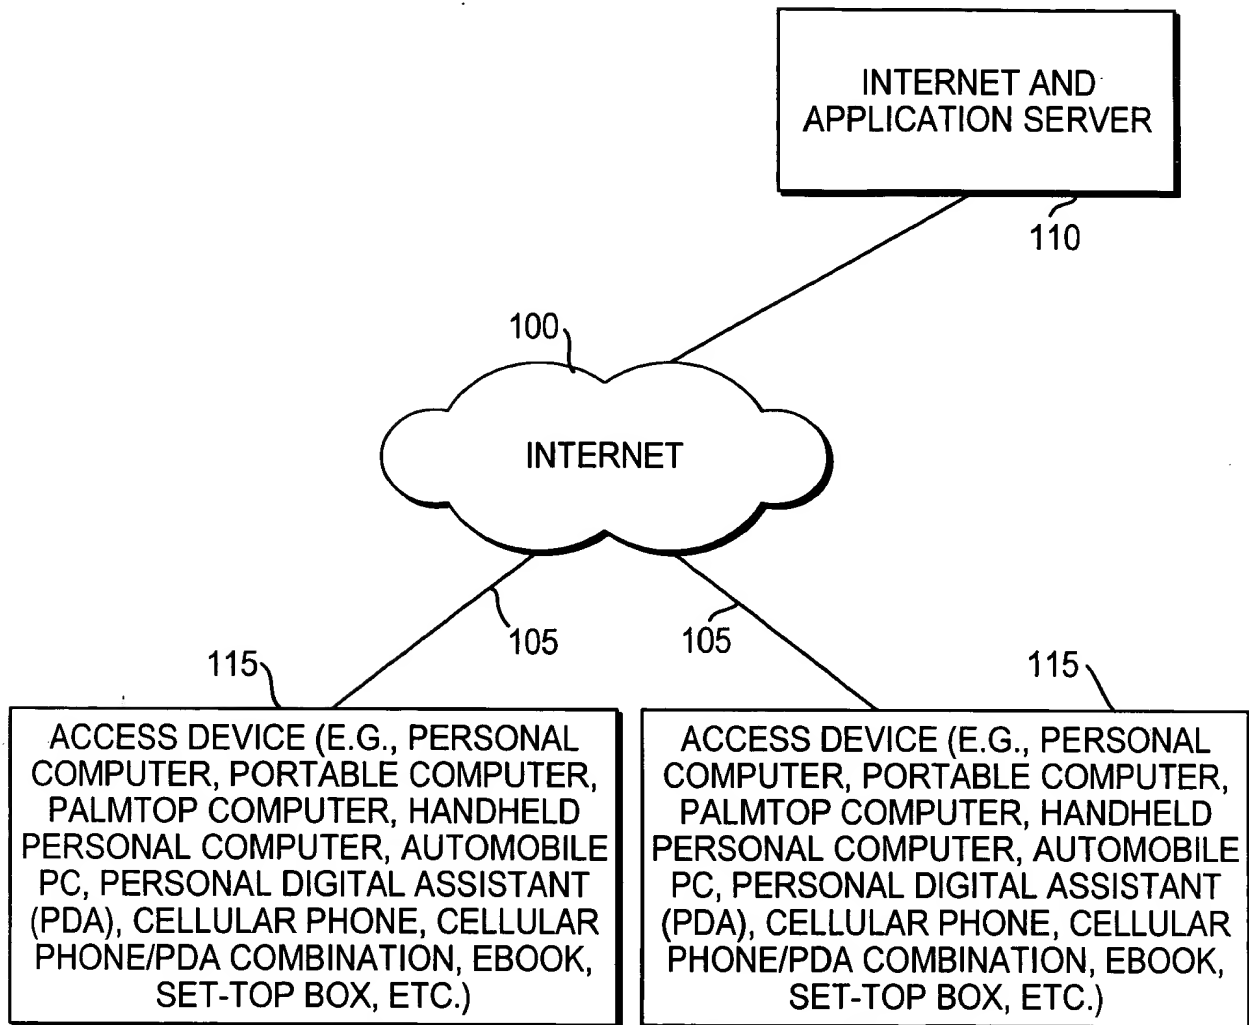 INTERNET AND
APPLICATION SERVER
110
100
INTERNET
105
105
115
115
ACCESS DEVICE (E.G., PERSONAL
COMPUTER, PORTABLE COMPUTER,
PALMTOP COMPUTER, HANDHELD
PERSONAL COMPUTER, AUTOMOBILE
PC, PERSONAL DIGITAL ASSISTANT
(PDA), CELLULAR PHONE, CELLULAR
PHONE/PDA COMBINATION, EBOOK,
SET-TOP BOX, ETC.)
ACCESS DEVICE (E.G., PERSONAL
COMPUTER, PORTABLE COMPUTER,
PALMTOP COMPUTER, HANDHELD
PERSONAL COMPUTER, AUTOMOBILE
PC, PERSONAL DIGITAL ASSISTANT
(PDA), CELLULAR PHONE, CELLULAR
PHONE/PDA COMBINATION, EBOOK,
SET-TOP BOX, ETC.)